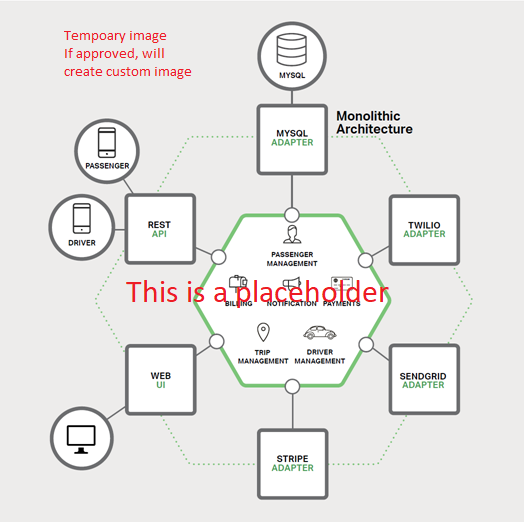 Tempoary image
If approved, will
create custom image
MYSQL
Monolithic
Architecture
MYSQL
ADAPTER
PASSENGER
DRIVER
REST
API
TWILIO
ADAPTER
PASSENGER
MANAGEMENT
This is a placeholder
BILLING NOTIFICATION PAYMENTS
TRIP
MANAGEMENT
DRIVER
MANAGEMENT
WEB
UI
SENDGRID
ADAPTER
STRIPE
ADAPTER